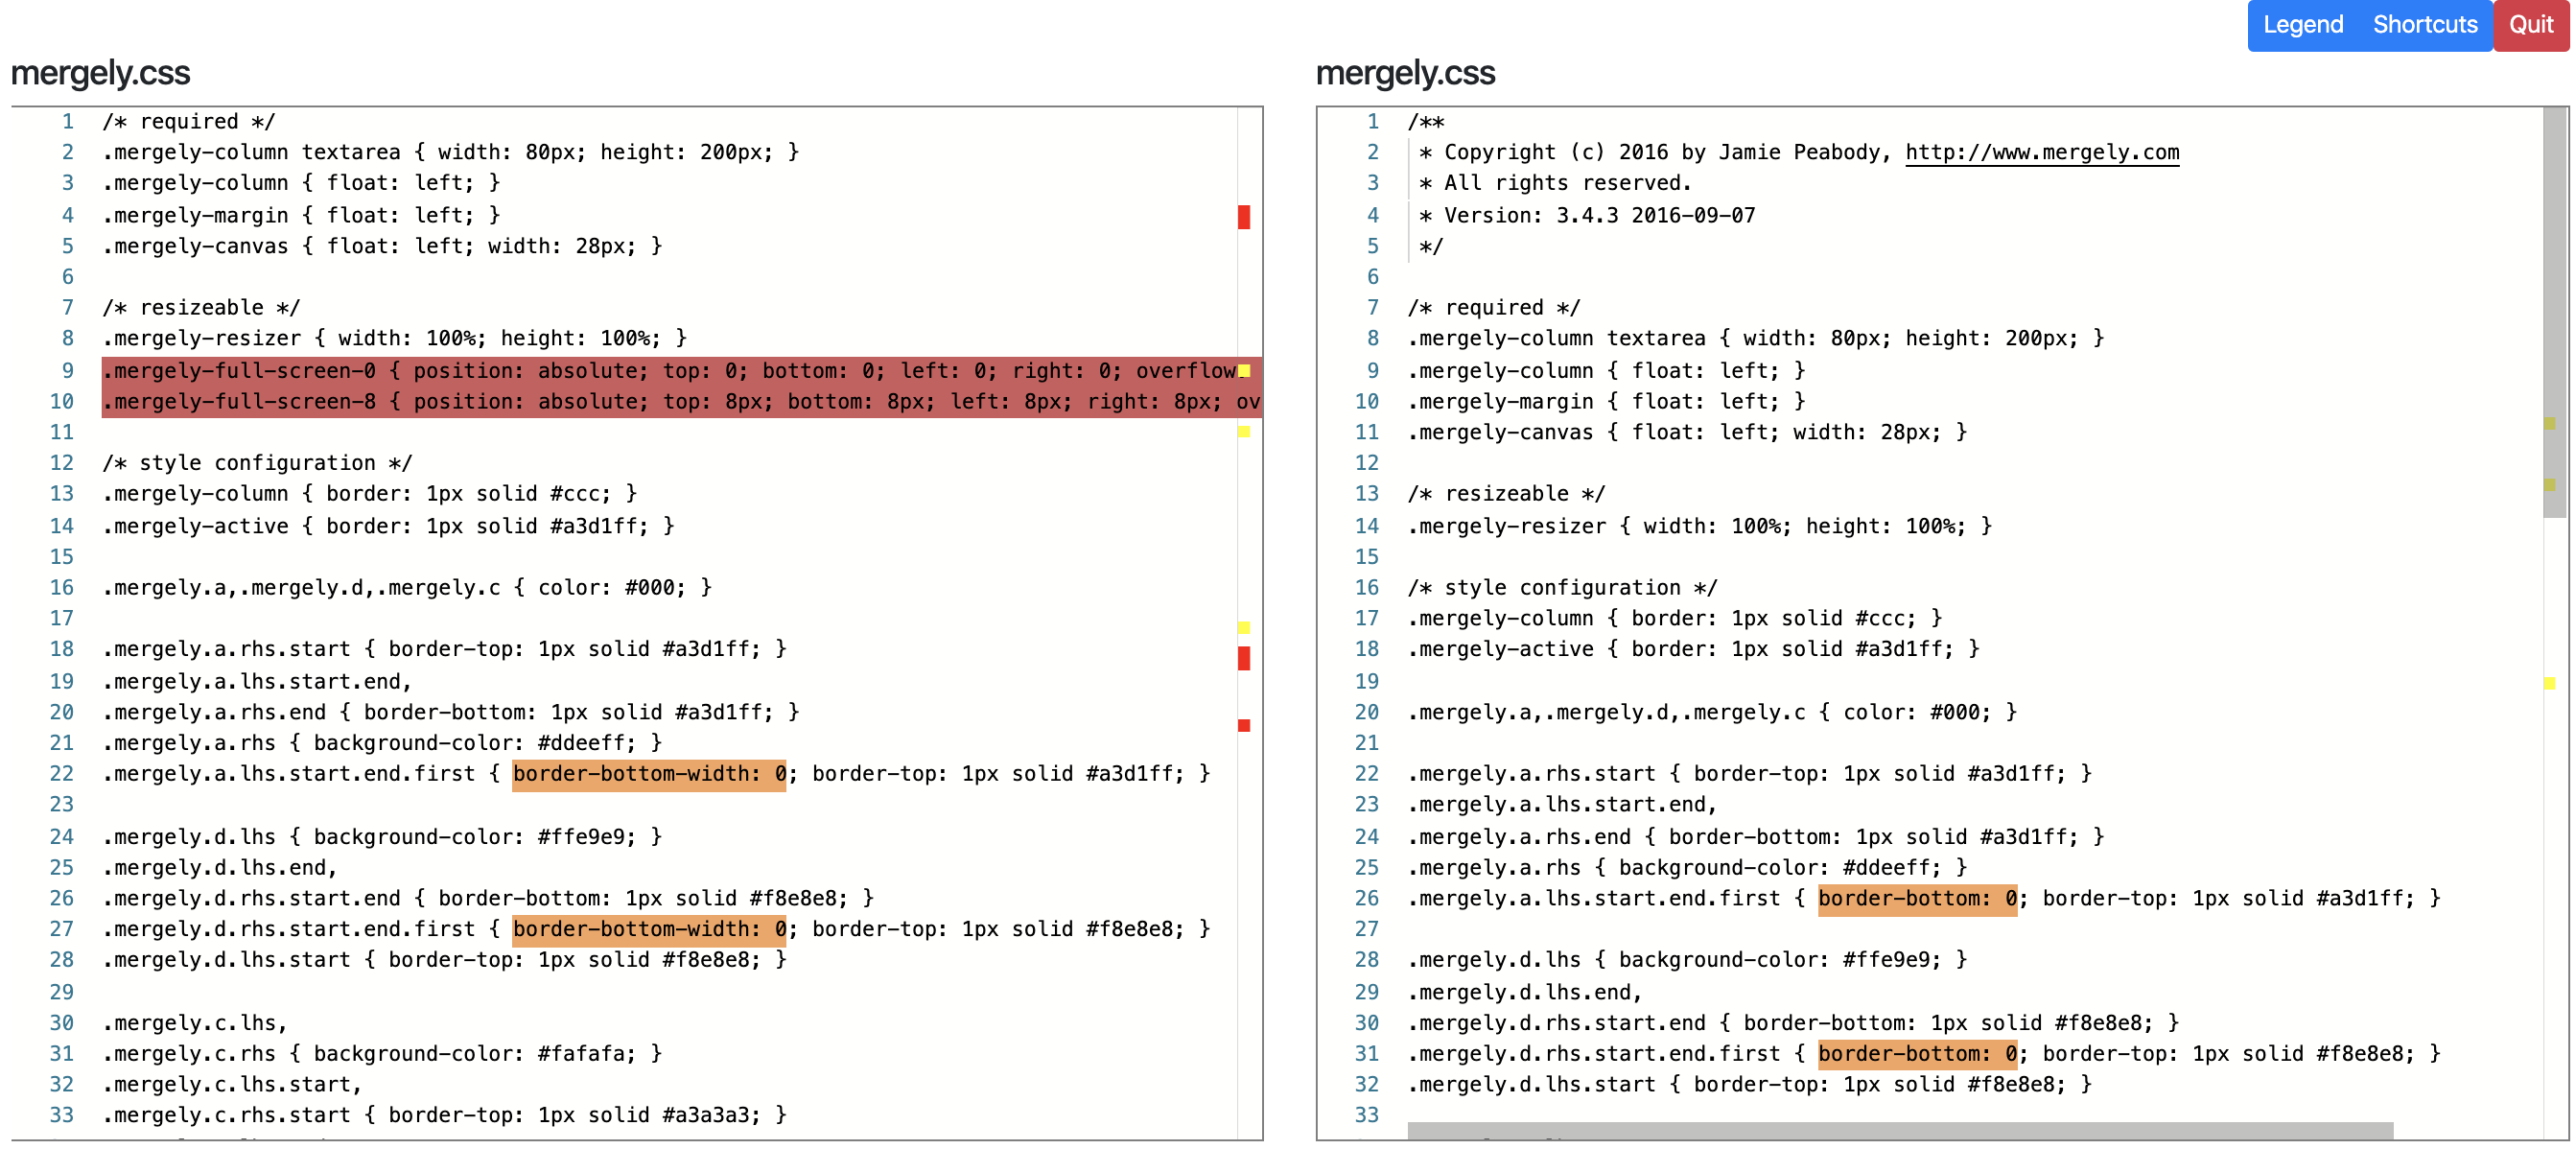 Legend Shortcuts Quit
mergely.css
1 /* required */
2 .mergely-column textarea { width: 80px; height: 200px; }
3 .mergely-column { float: left; }
4 .mergely-margin { float: left; }
5 .mergely-canvas { float: left; width: 28px; }
6
7 /* resizeable */
8 .mergely-resizer { width: 100%; height: 100%; }
9 .mergely-full-screen-0 { position: absolute; top: 0; bottom: 0; left: 0; right: 0; overflow
10 .mergely-full-screen-8 { position: absolute; top: 8px; bottom: 8px; left: 8px; right: 8px; ov
11
12 /* style configuration */
13 .mergely-column { border: 1px solid #ccc; }
14 .mergely-active { border: 1px solid #a3d1ff; }
15
16 .mergely.a,.mergely.d,.mergely.c { color: #000; }
17
18 .mergely.a.rhs.start { border-top: 1px solid #a3d1ff; }
19 .mergely.a.lhs.start.end,
20 .mergely.a.rhs.end { border-bottom: 1px solid #a3d1ff; }
21 .mergely.a.rhs { background-color: #ddeeff; }
22 .mergely.a.lhs.start.end.first { border-bottom-width: 0; border-top: 1px solid #a3d1ff; }
23
24 .mergely.d.lhs { background-color: #ffe9e9; }
25 .mergely.d.lhs.end,
26 .mergely.d.rhs.start.end { border-bottom: 1px solid #f8e8e8; }
27 .mergely.d.rhs.start.end.first { border-bottom-width: 0; border-top: 1px solid #f8e8e8; }
28 .mergely.d.lhs.start { border-top: 1px solid #f8e8e8; }
29
30 .mergely.c.lhs,
31 .mergely.c.rhs { background-color: #fafafa; }
32 .mergely.c.lhs.start,
33 .mergely.c.rhs.start { border-top: 1px solid #a3a3a3; }
mergely.css
1 /**
2 * Copyright (c) 2016 by Jamie Peabody, http://www.mergely.com
3 * All rights reserved.
4 * Version: 3.4.3 2016-09-07
5 */
6
7 /* required */
8 .mergely-column textarea { width: 80px; height: 200px; }
9 .mergely-column { float: left; }
10 .mergely-margin { float: left; }
11 .mergely-canvas { float: left; width: 28px; }
12
13 /* resizeable */
14 .mergely-resizer { width: 100%; height: 100%; }
15
16 /* style configuration */
17 .mergely-column { border: 1px solid #ccc; }
18 .mergely-active { border: 1px solid #a3d1ff; }
19
20 .mergely.a,.mergely.d,.mergely.c { color: #000; }
21
22 .mergely.a.rhs.start { border-top: 1px solid #a3d1ff; }
23 .mergely.a.lhs.start.end,
24 .mergely.a.rhs.end { border-bottom: 1px solid #a3d1ff; }
25 .mergely.a.rhs { background-color: #ddeeff; }
26 .mergely.a.lhs.start.end.first { border-bottom: 0; border-top: 1px solid #a3d1ff; }
27
28 .mergely.d.lhs { background-color: #ffe9e9; }
29 .mergely.d.lhs.end,
30 .mergely.d.rhs.start.end { border-bottom: 1px solid #f8e8e8; }
31 .mergely.d.rhs.start.end.first { border-bottom: 0; border-top: 1px solid #f8e8e8; }
32 .mergely.d.lhs.start { border-top: 1px solid #f8e8e8; }
33